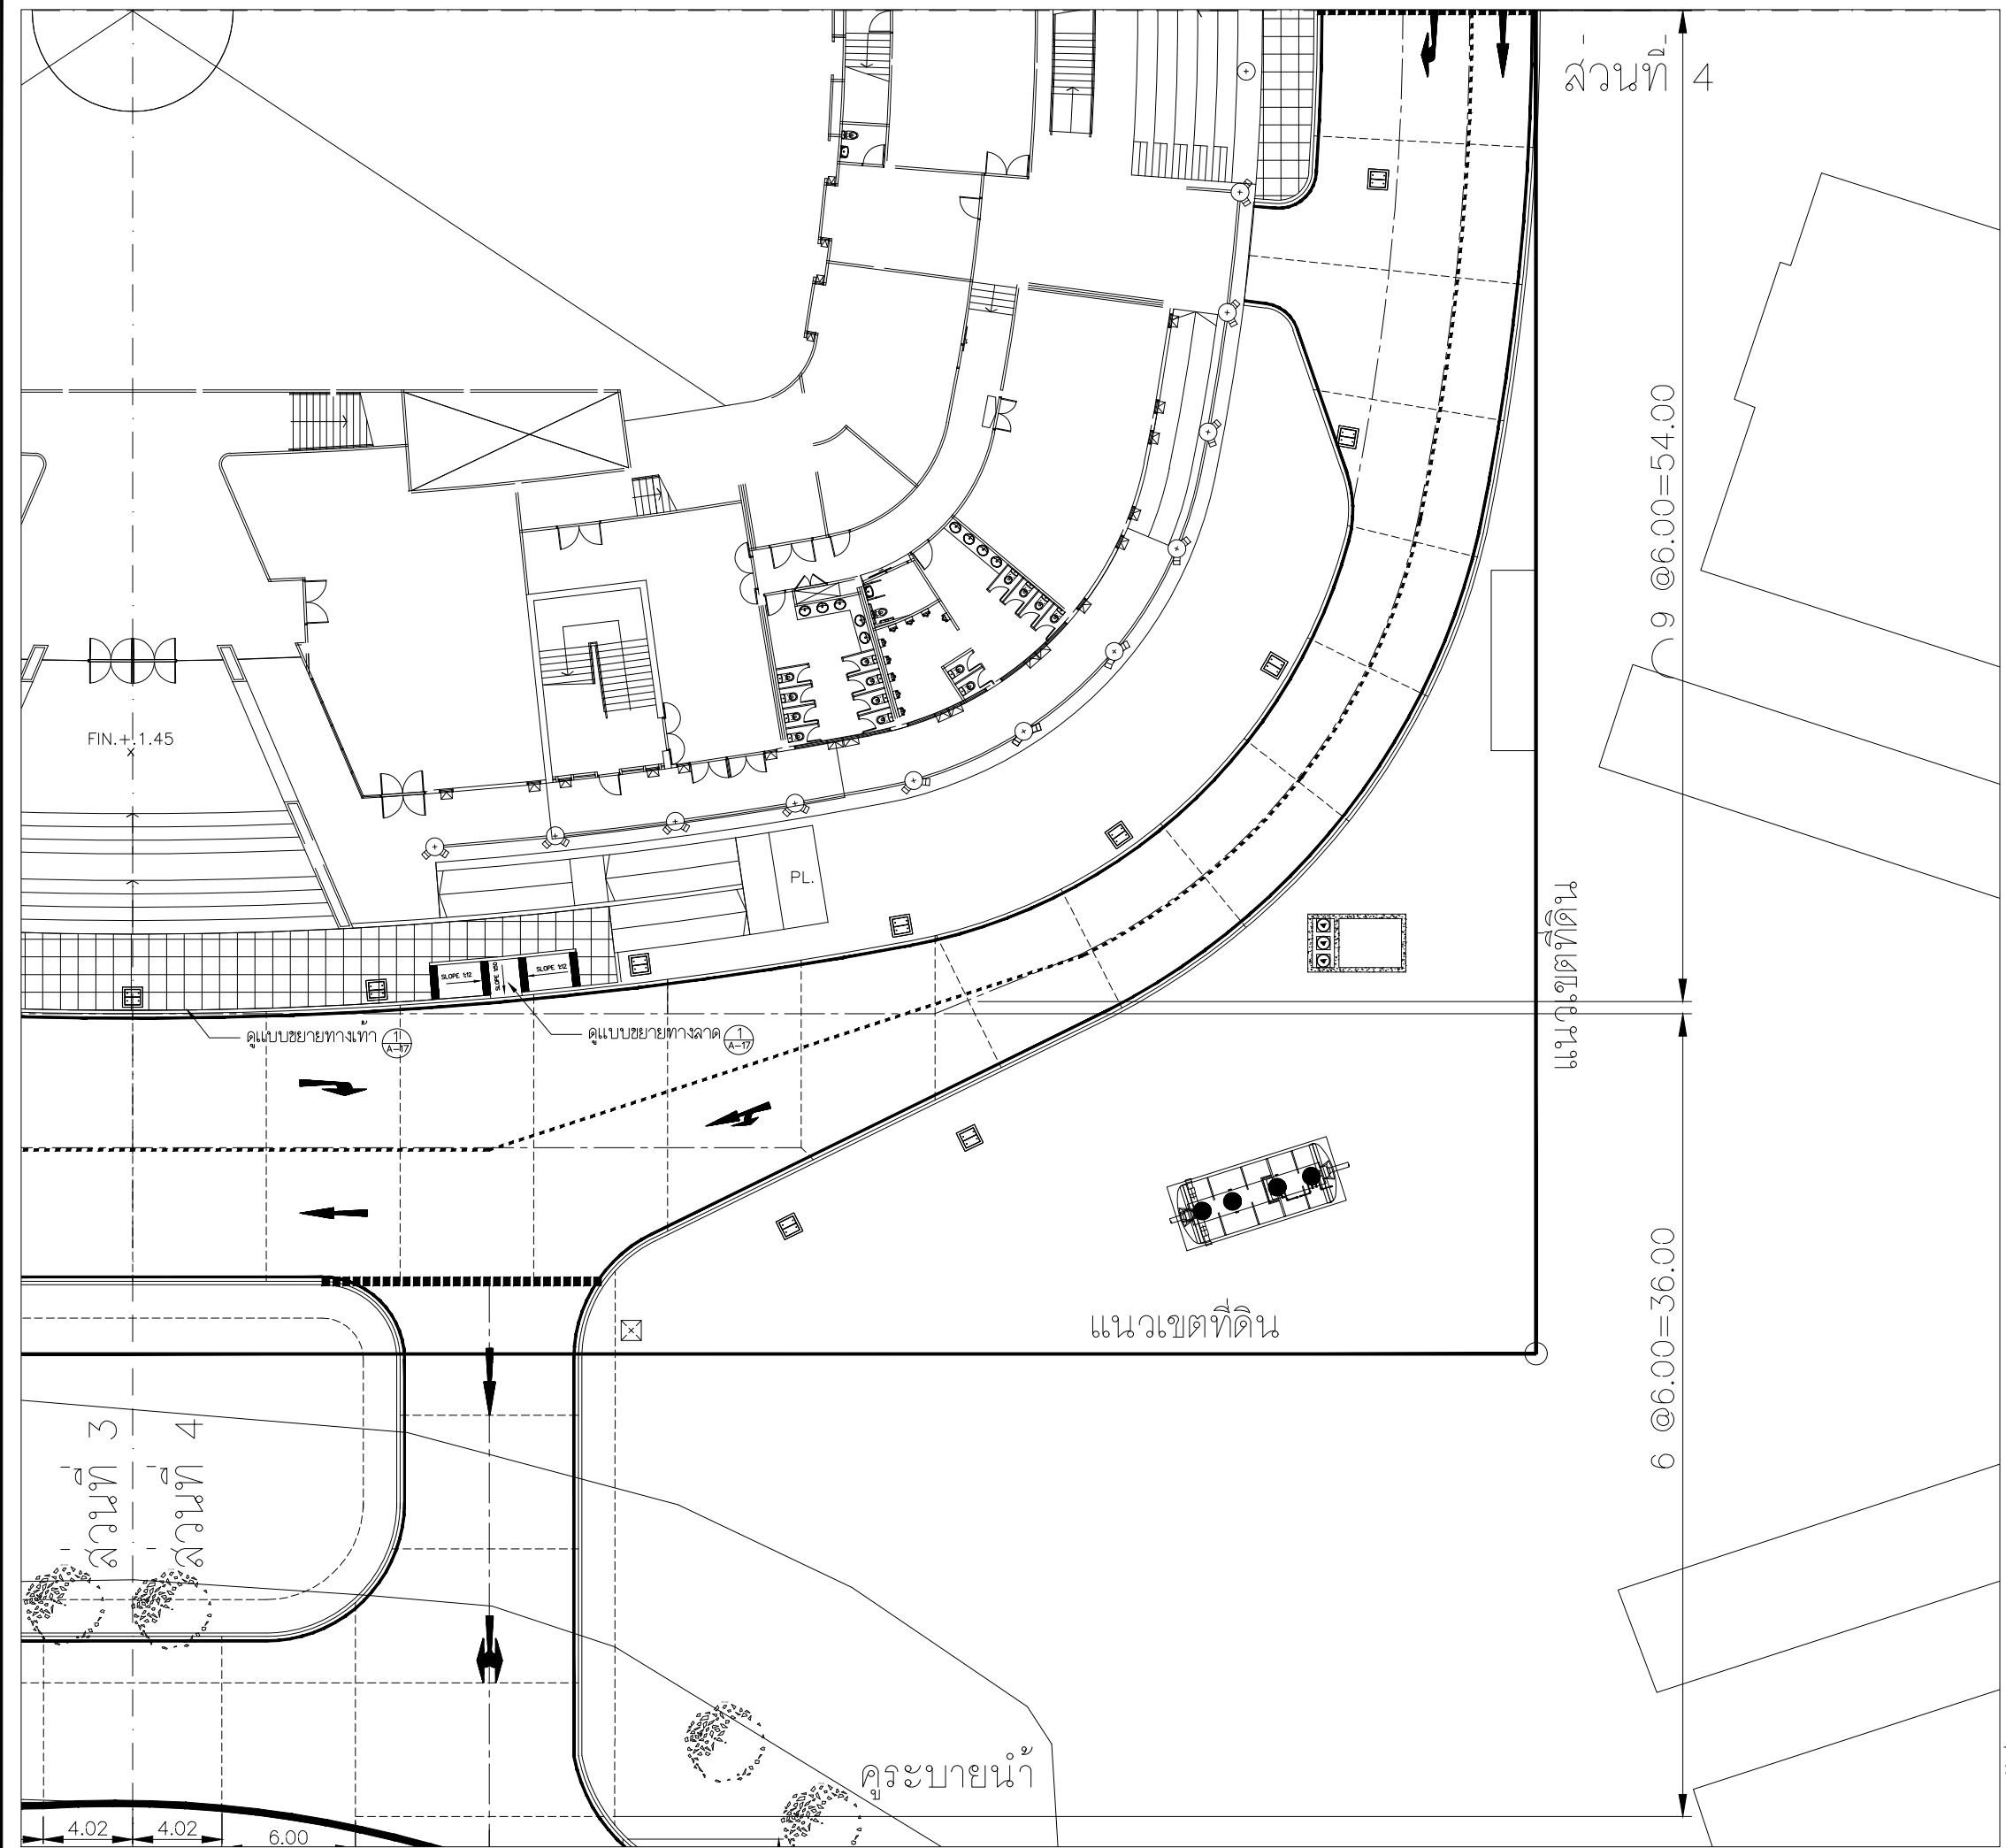 ส่วนที่ 4
9 @6.00=54.00
FIN.+.1.45
PL.
SLOPE 1:12
SLOPE 1:12
แนวเขตที่ดิน
ดูแบบขยายทางเท้า 1 A-17
ดูแบบขยายทางลาด 1 A-17
6 @6.00=36.00
แนวเขตที่ดิน
ส่วนที่ 3
ส่วนที่ 4
คูระบายน้ำ
4.02
4.02
6.00